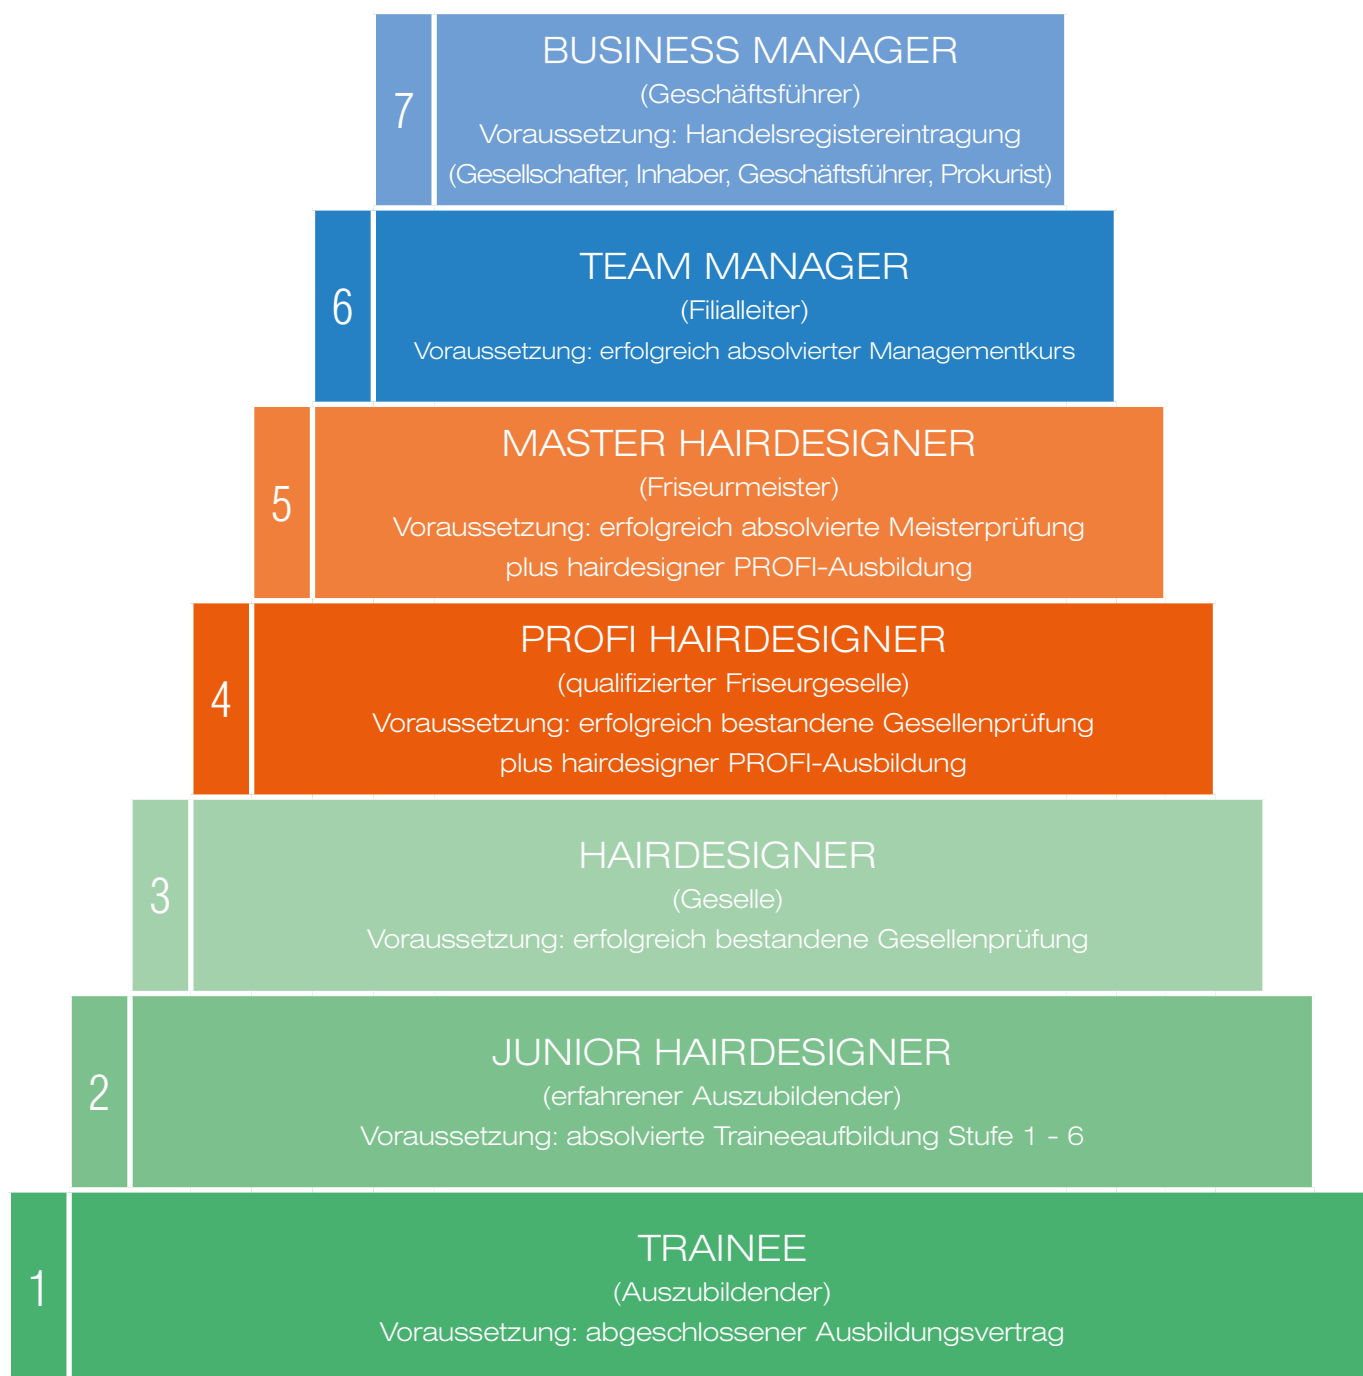 7
BUSINESS MANAGER
(Geschäftsführer)
Voraussetzung: Handelsregistereintragung
(Gesellschafter, Inhaber, Geschäftsführer, Prokurist)
6
TEAM MANAGER
(Filialleiter)
Voraussetzung: erfolgreich absolvierter Managementkurs
5
MASTER HAIRDESIGNER
(Friseurmeister)
Voraussetzung: erfolgreich absolvierte Meisterprüfung
plus hairdesigner PROFI-Ausbildung
4
PROFI HAIRDESIGNER
(qualifizierter Friseurgeselle)
Voraussetzung: erfolgreich bestandene Gesellenprüfung
plus hairdesigner PROFI-Ausbildung
3
HAIRDESIGNER
(Geselle)
Voraussetzung: erfolgreich bestandene Gesellenprüfung
2
JUNIOR HAIRDESIGNER
(erfahrener Auszubildender)
Voraussetzung: absolvierte Traineeaufbildung Stufe 1 - 6
1
TRAINEE
(Auszubildender)
Voraussetzung: abgeschlossener Ausbildungsvertrag